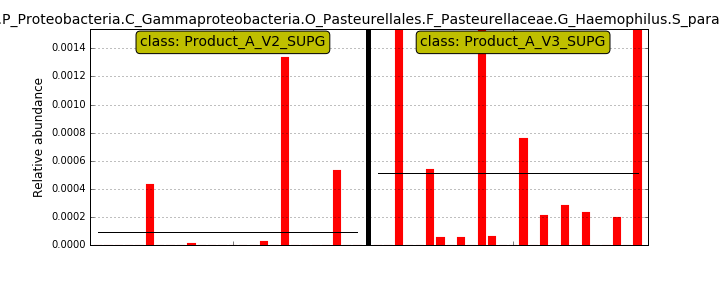 .P_Proteobacteria.C_Gammaproteobacteria.O_Pasteurellales.F_Pasteurellaceae.G_Haemophilus.S_para
class: Product_A_V2_SUPG class: Product_A_V3_SUPG
Relative abundance
0.0014
0.0012
0.0010
0.0008
0.0006
0.0004
0.0002
0.0000